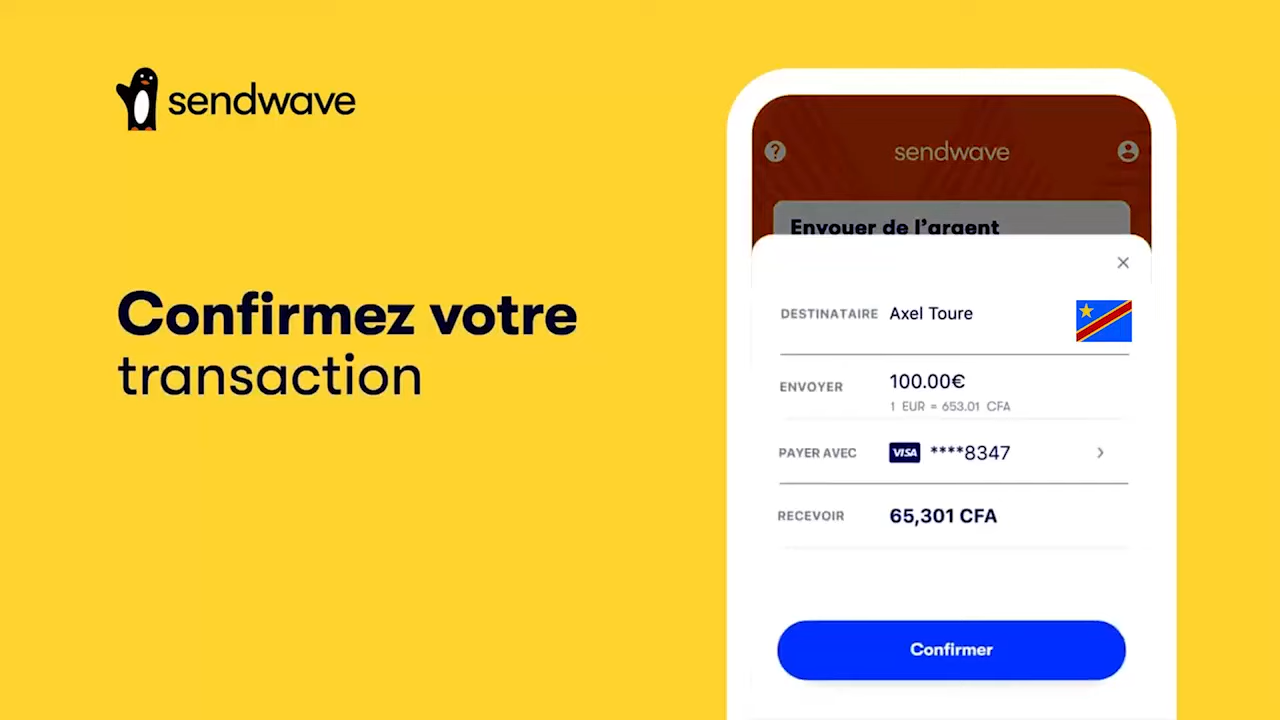 sendwave
Confirmez votre
transaction
sendwave
Envoyer de l'argent
DESTINATAIRE Axel Toure
ENVOYER 100.00€
1 EUR = 653.01 CFA
PAYER AVEC VISA ****8347
RECEVOIR 65,301 CFA
Confirmer